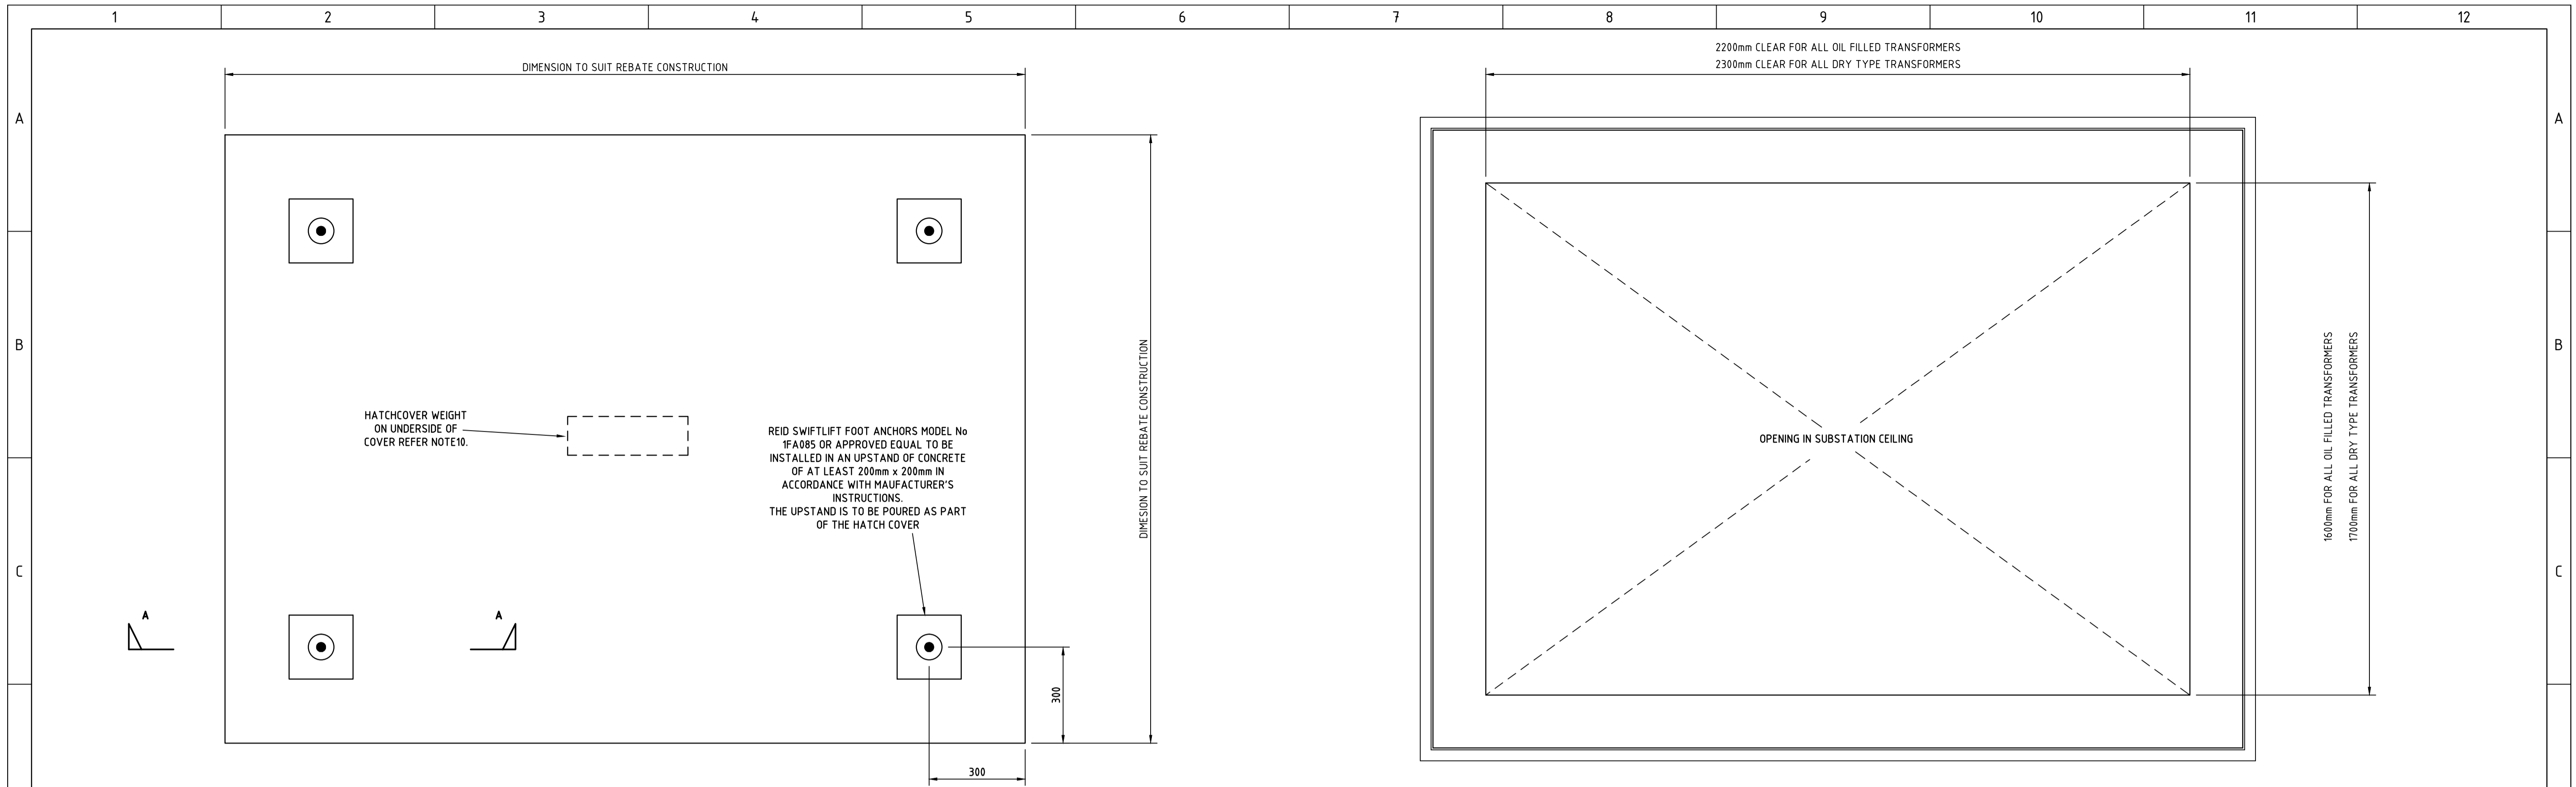 1 2 3 4 5 6 7 8 9 10 11 12
2200mm CLEAR FOR ALL OIL FILLED TRANSFORMERS
2300mm CLEAR FOR ALL DRY TYPE TRANSFORMERS
DIMENSION TO SUIT REBATE CONSTRUCTION
A
A
B
B
C
C
DIMESION TO SUIT REBATE CONSTRUCTION
HATCHCOVER WEIGHT
ON UNDERSIDE OF
COVER REFER NOTE10.
REID SWIFTLIFT FOOT ANCHORS MODEL No
1FA085 OR APPROVED EQUAL TO BE
INSTALLED IN AN UPSTAND OF CONCRETE
OF AT LEAST 200mm x 200mm IN
ACCORDANCE WITH MAUFACTURER'S
INSTRUCTIONS.
THE UPSTAND IS TO BE POURED AS PART
OF THE HATCH COVER
A
A
300
300
OPENING IN SUBSTATION CEILING
1600mm FOR ALL OIL FILLED TRANSFORMERS
1700mm FOR ALL DRY TYPE TRANSFORMERS